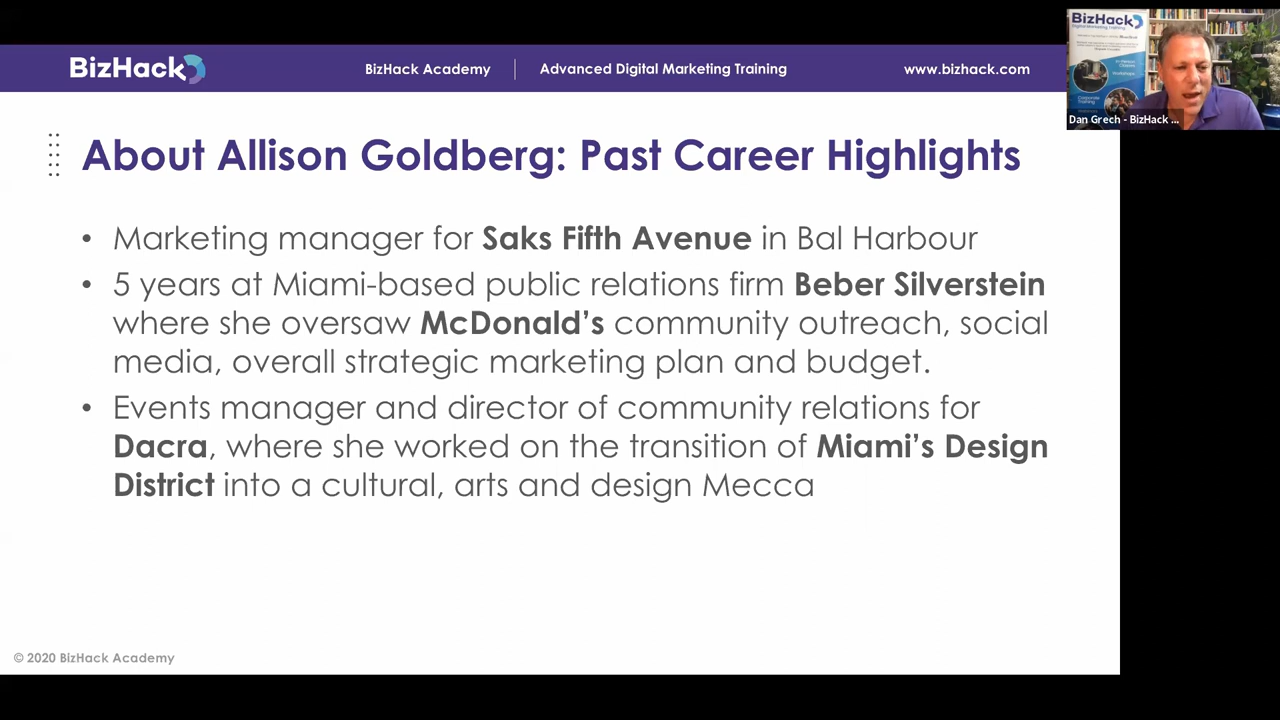 BizHack
BizHack Academy
Advanced Digital Marketing Training
www.bizhack.com
BizHack
Dan Grech - BizHack ...
About Allison Goldberg: Past Career Highlights
• Marketing manager for Saks Fifth Avenue in Bal Harbour
• 5 years at Miami-based public relations firm Beber Silverstein
where she oversaw McDonald’s community outreach, social
media, overall strategic marketing plan and budget.
• Events manager and director of community relations for
Dacra, where she worked on the transition of Miami’s Design
District into a cultural, arts and design Mecca
© 2020 BizHack Academy